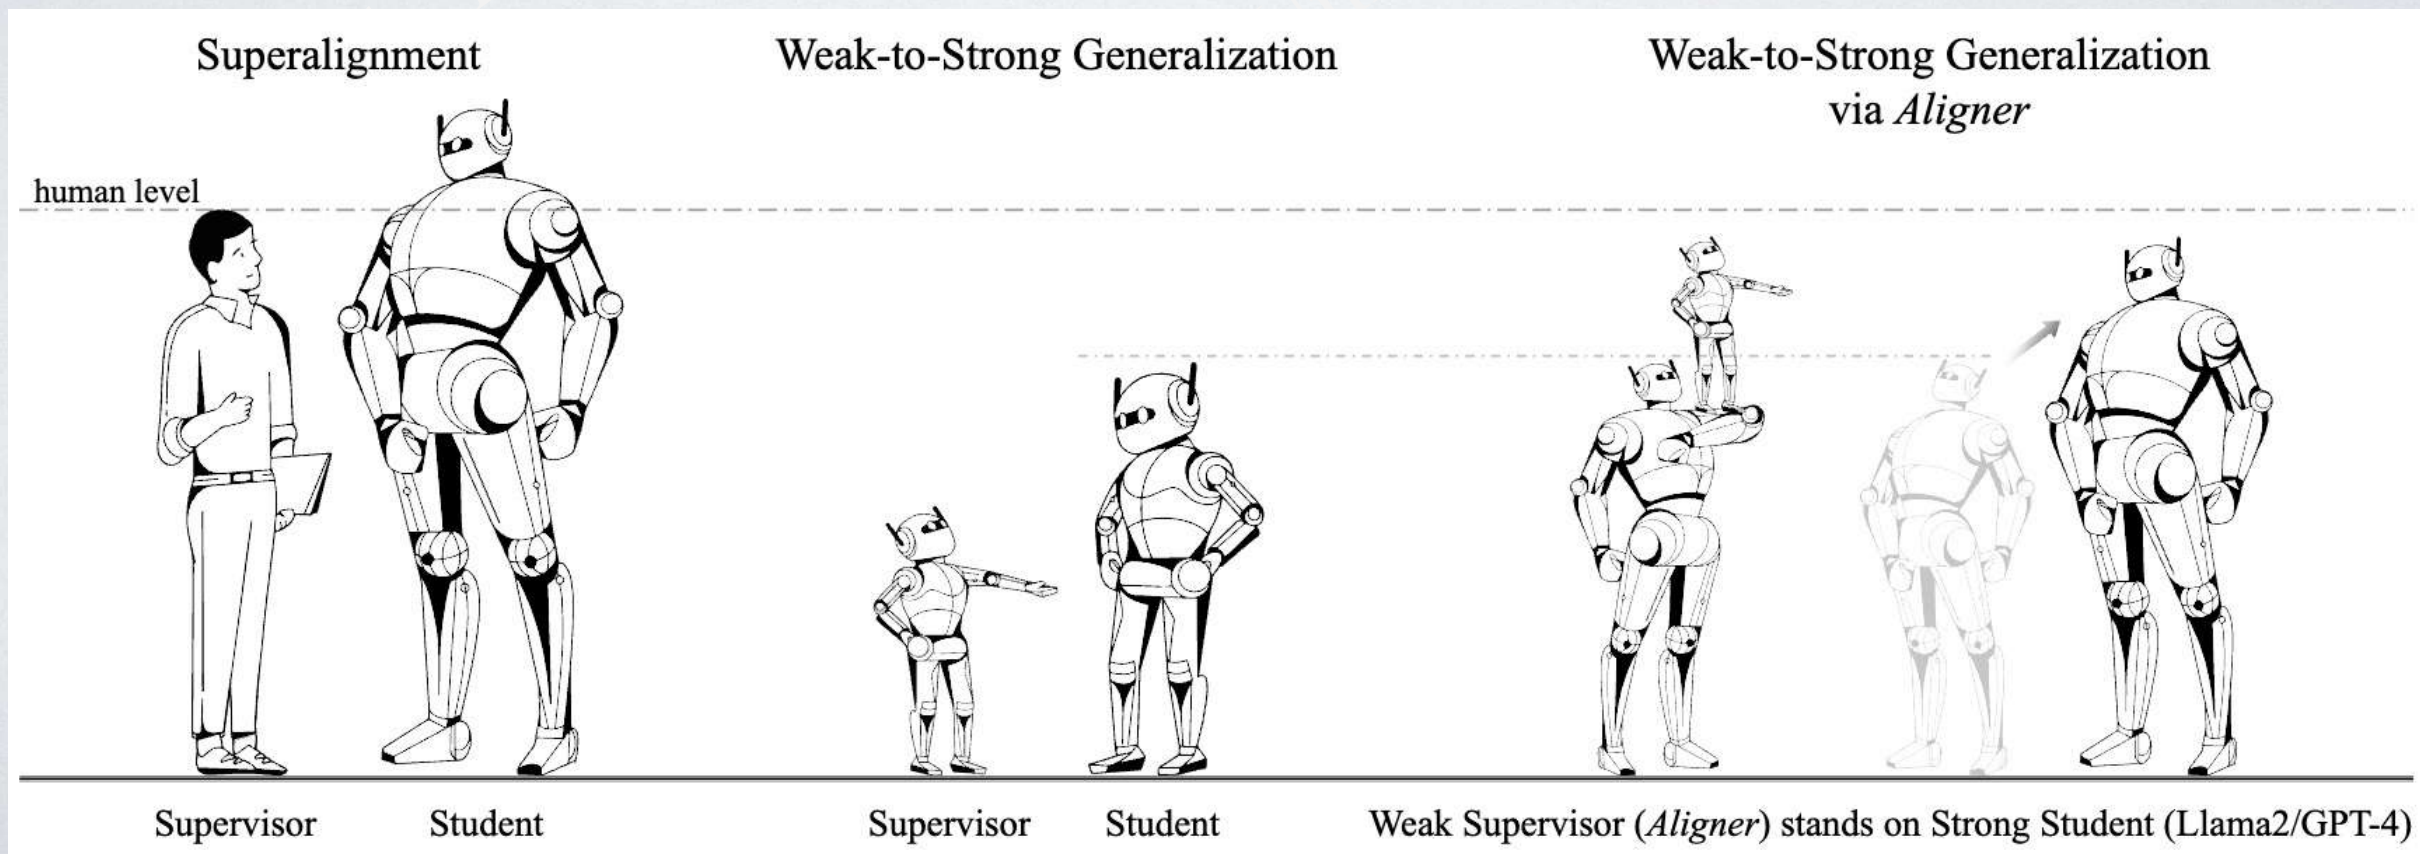 Superalignment
Weak-to-Strong Generalization
Weak-to-Strong Generalization
via Aligner
human level
Supervisor
Student
Supervisor
Student
Weak Supervisor (Aligner) stands on Strong Student (Llama2/GPT-4)